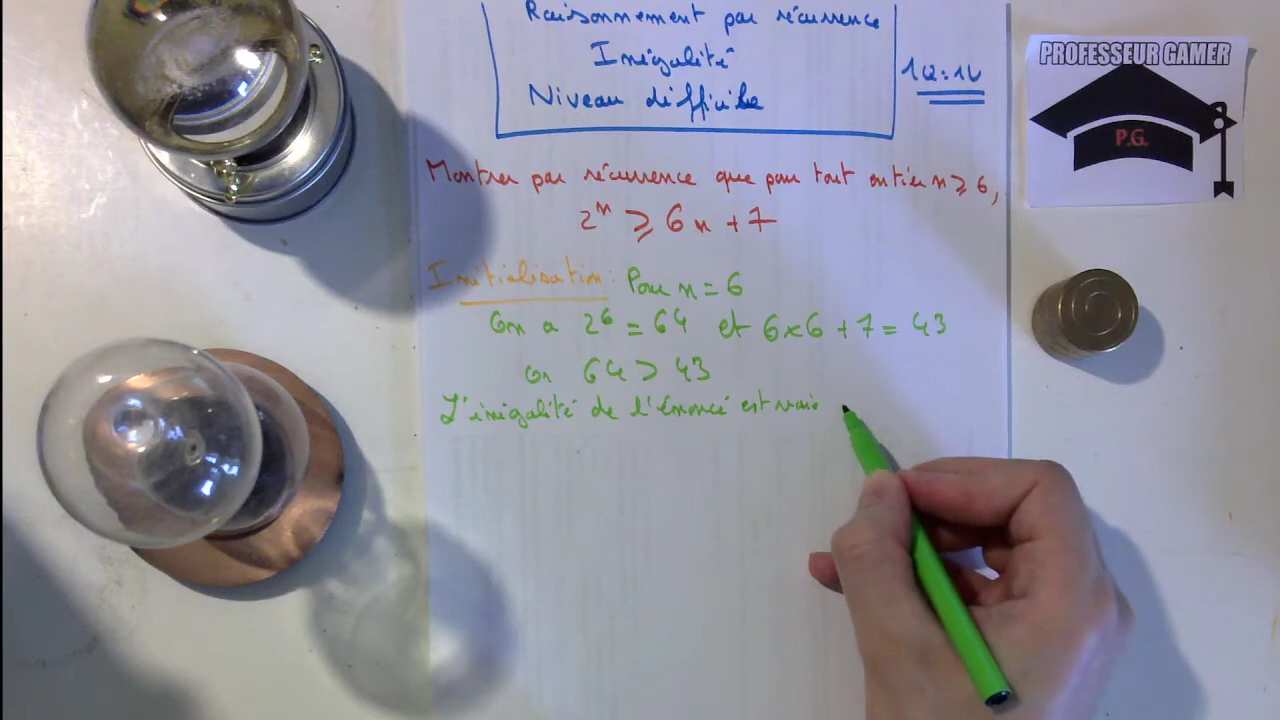 Raisonnement par récurrence
Inégalité
Niveau difficile
PROFESSEUR GAMER
P.G.
Montrer par récurrence que pour tout entier n ⩾ 6,
2ⁿ ⩾ 6n + 7
Initialisation : Pour n = 6
On a 2⁶ = 64 et 6×6 + 7 = 43
or 64 > 43
L'inégalité de l'énoncé est vraie